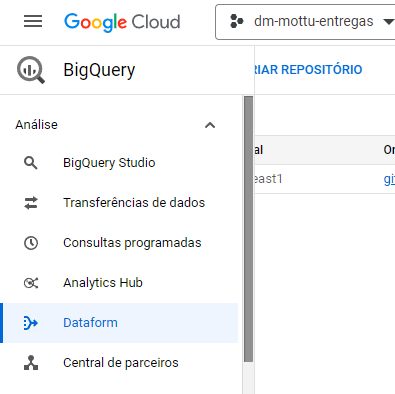 Google Cloud
dm-mottu-entregas
BigQuery
RIAR REPOSITÓRIO
Análise
al
Or
BigQuery Studio
east1
gi
Transferências de dados
Consultas programadas
Analytics Hub
Dataform
Central de parceiros